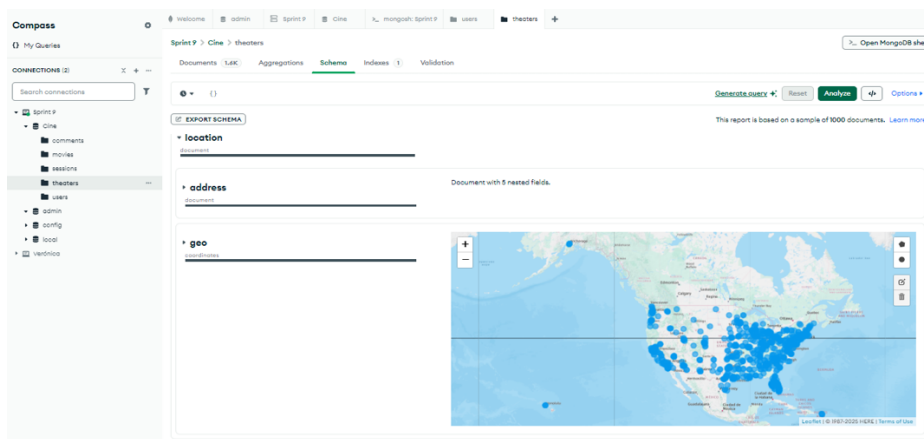 Compass
{} My Queries
CONNECTIONS (2)
Search connections
Sprint 9
Cine
comments
movies
sessions
theaters
users
admin
config
local
Verónica
Welcome
admin
Sprint 9
Cine
>_ mongosh: Sprint 9
users
theaters
Sprint 9 > Cine > theaters
>_ Open MongoDB she
Documents 1.6K Aggregations Schema Indexes 1 Validation
{} Generate query Reset Analyze </> Options
EXPORT SCHEMA
This report is based on a sample of 1000 documents. Learn more
location
document
address
document
Document with 5 nested fields.
geo
coordinates
+
−
Leaflet | © 1987-2025 HERE | Terms of Use